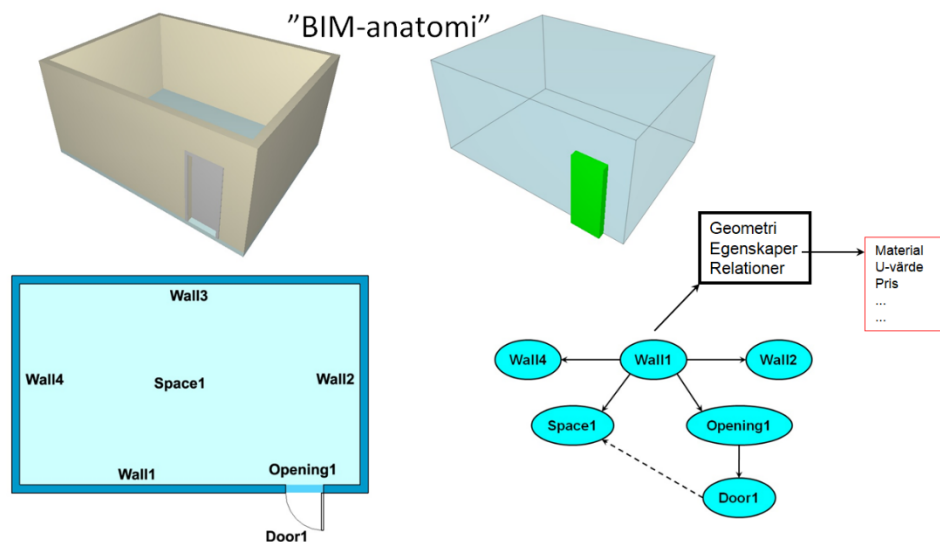 ”BIM-anatomi”
Geometri
Egenskaper
Relationer
Material
U-värde
Pris
...
...
Wall3
Wall4
Space1
Wall2
Wall1
Opening1
Door1
Wall4
Wall1
Wall2
Space1
Opening1
Door1